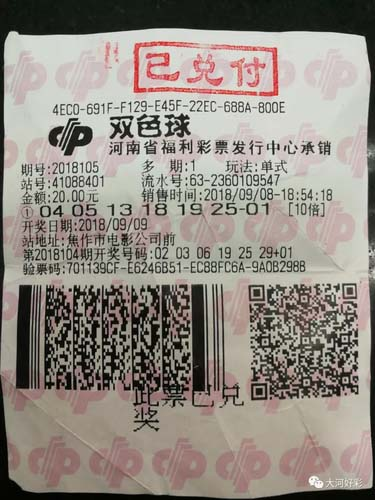 已兑付
4EC0-691F-F129-E45F-22EC-688A-800E
双色球
河南省福利彩票发行中心承销
期号:2018105 多 期:1 玩法:单式
站号:41088401 流水号:63-2360109547
金额:20.00元 销售时间:2018/09/08-18:54:18
① 04 05 13 18 19 25-01 [10倍]
开奖日期:2018/09/09
站地址:焦作市电影公司前
第2018104期开奖号码:02 03 06 19 25 29+01
验票码:701139CF-E6246B51-EC88FC6A-9A0B298B
此票已兑
奖
大河好彩